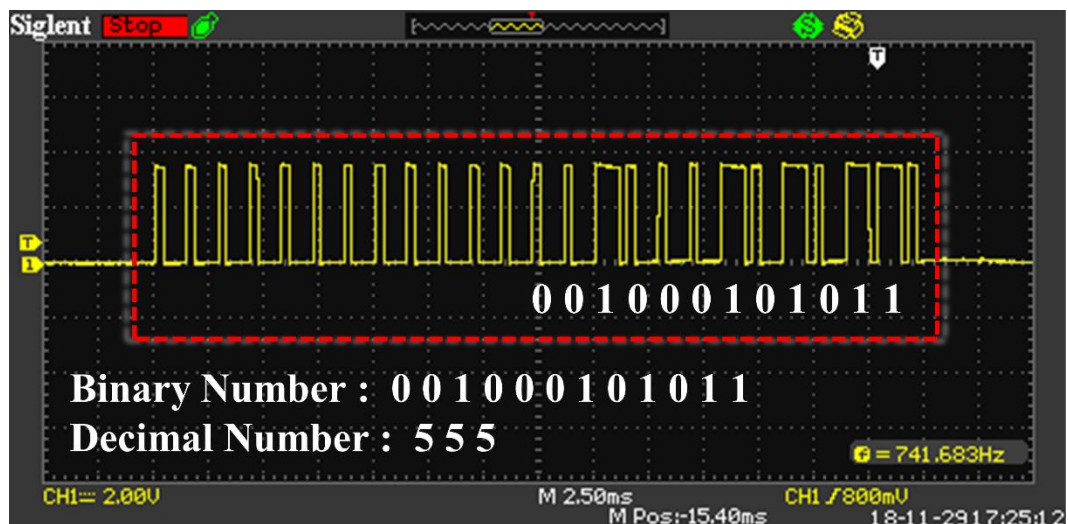 Siglent Stop
T
T
1
0 0 1 0 0 0 1 0 1 0 1 1
Binary Number : 0 0 1 0 0 0 1 0 1 0 1 1
Decimal Number : 5 5 5
f = 741.683Hz
CH1 2.00V M 2.50ms CH1 /800mV
M Pos:-15.40ms 18-11-29 17:25:12